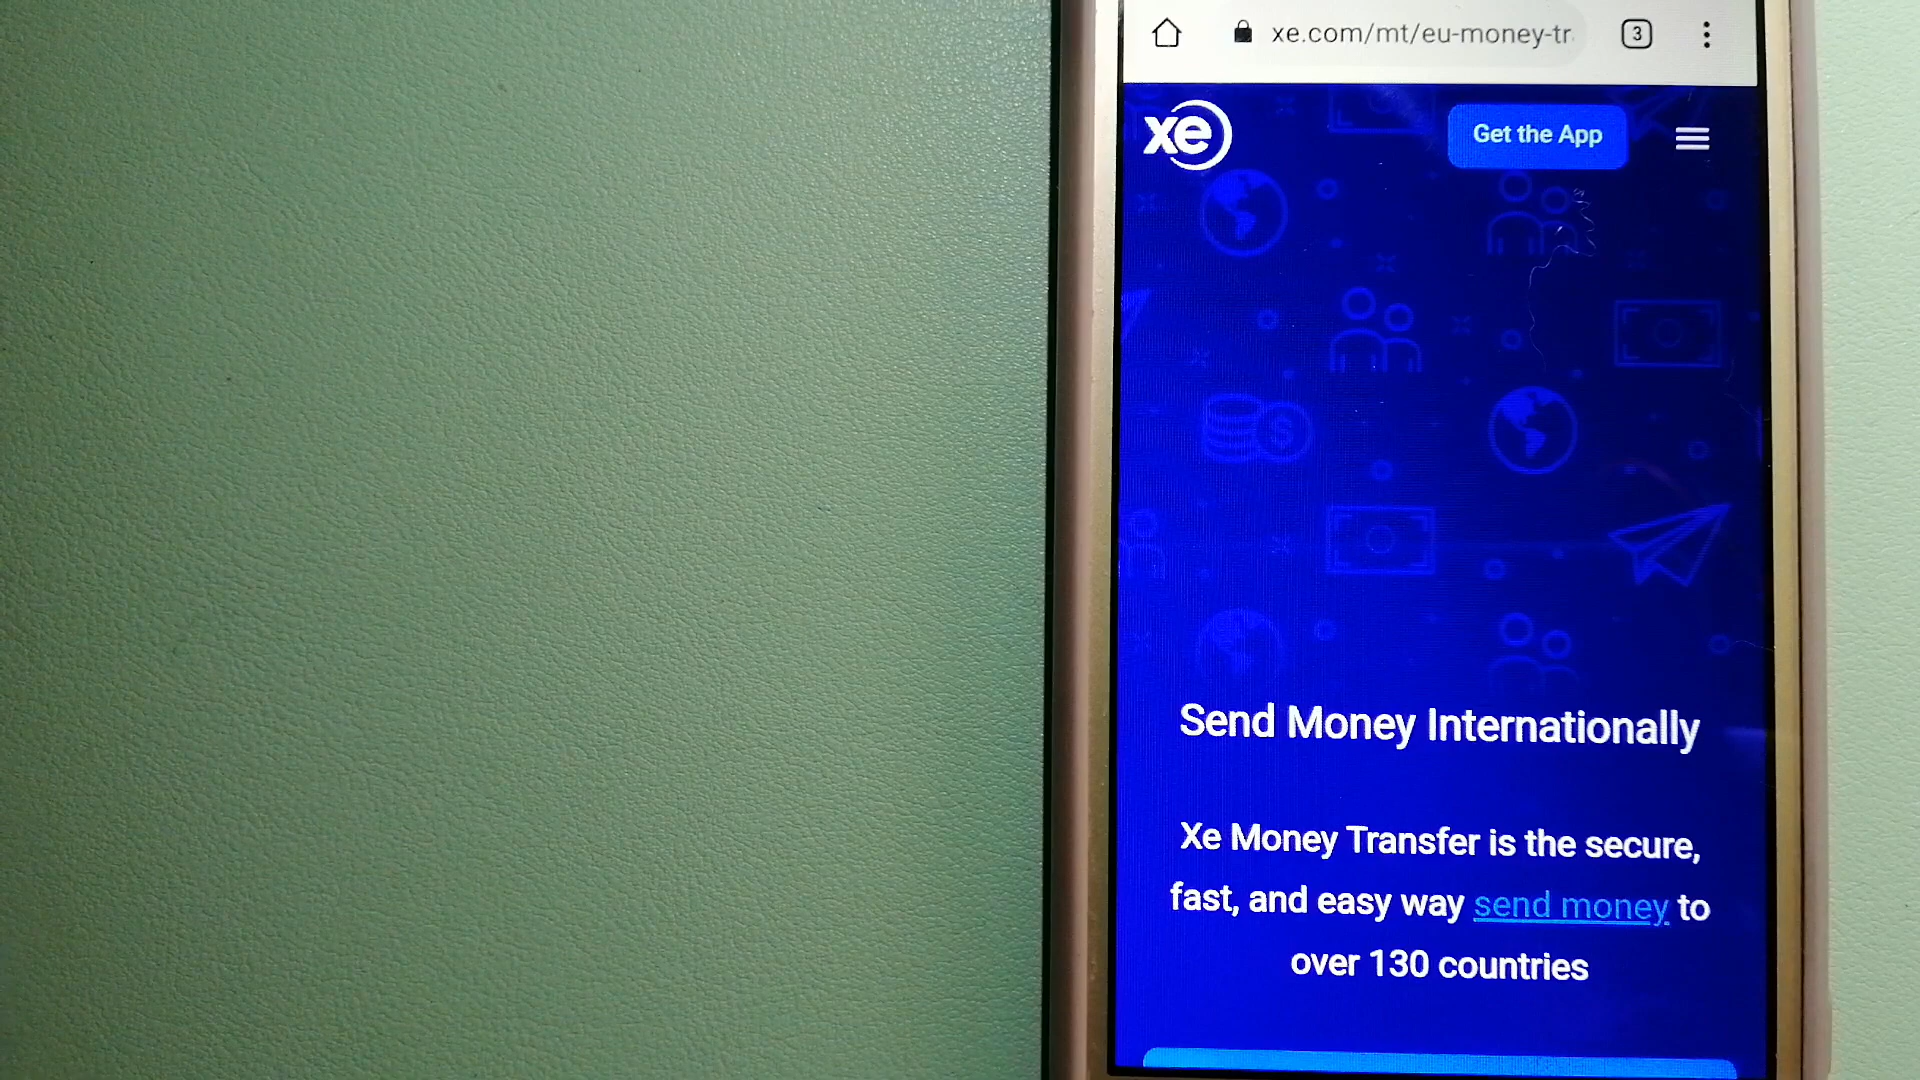 xe.com/mt/eu-money-tr
3
xe
Get the App
$
Send Money Internationally
Xe Money Transfer is the secure,
fast, and easy way send money to
over 130 countries